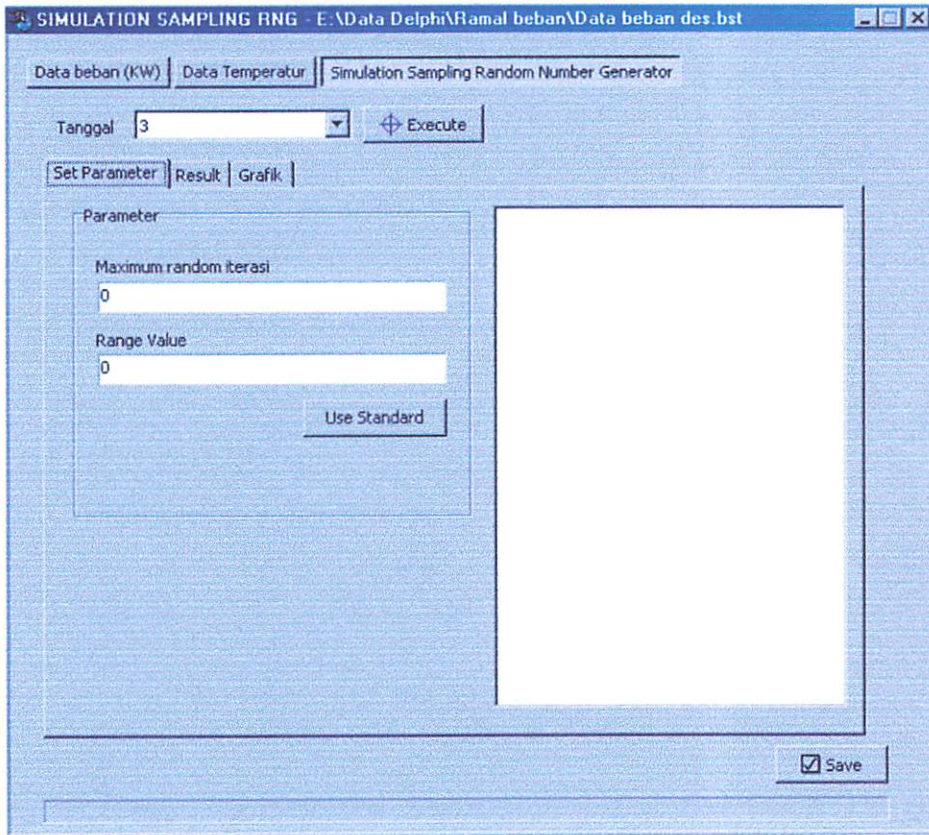 SIMULATION SAMPLING RNG - E:\Data Delphi\Ramal beban\Data beban des.bst
Data beban (KW) Data Temperatur Simulation Sampling Random Number Generator
Tanggal 3 Execute
Set Parameter Result Grafik
Parameter
Maximum random iterasi
0
Range Value
0
Use Standard
Save